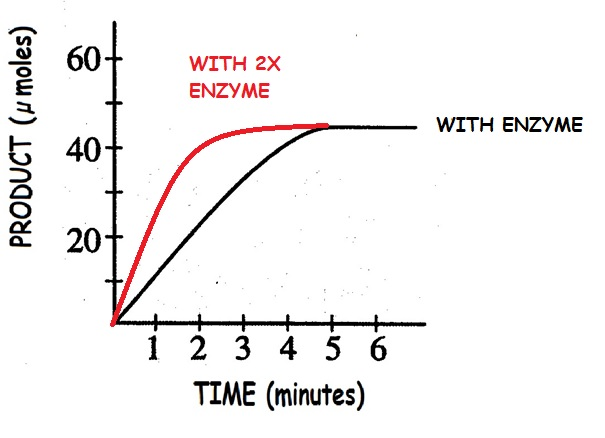 PRODUCT (µ moles)
60
40
20
WITH 2X
ENZYME
WITH ENZYME
1 2 3 4 5 6
TIME (minutes)